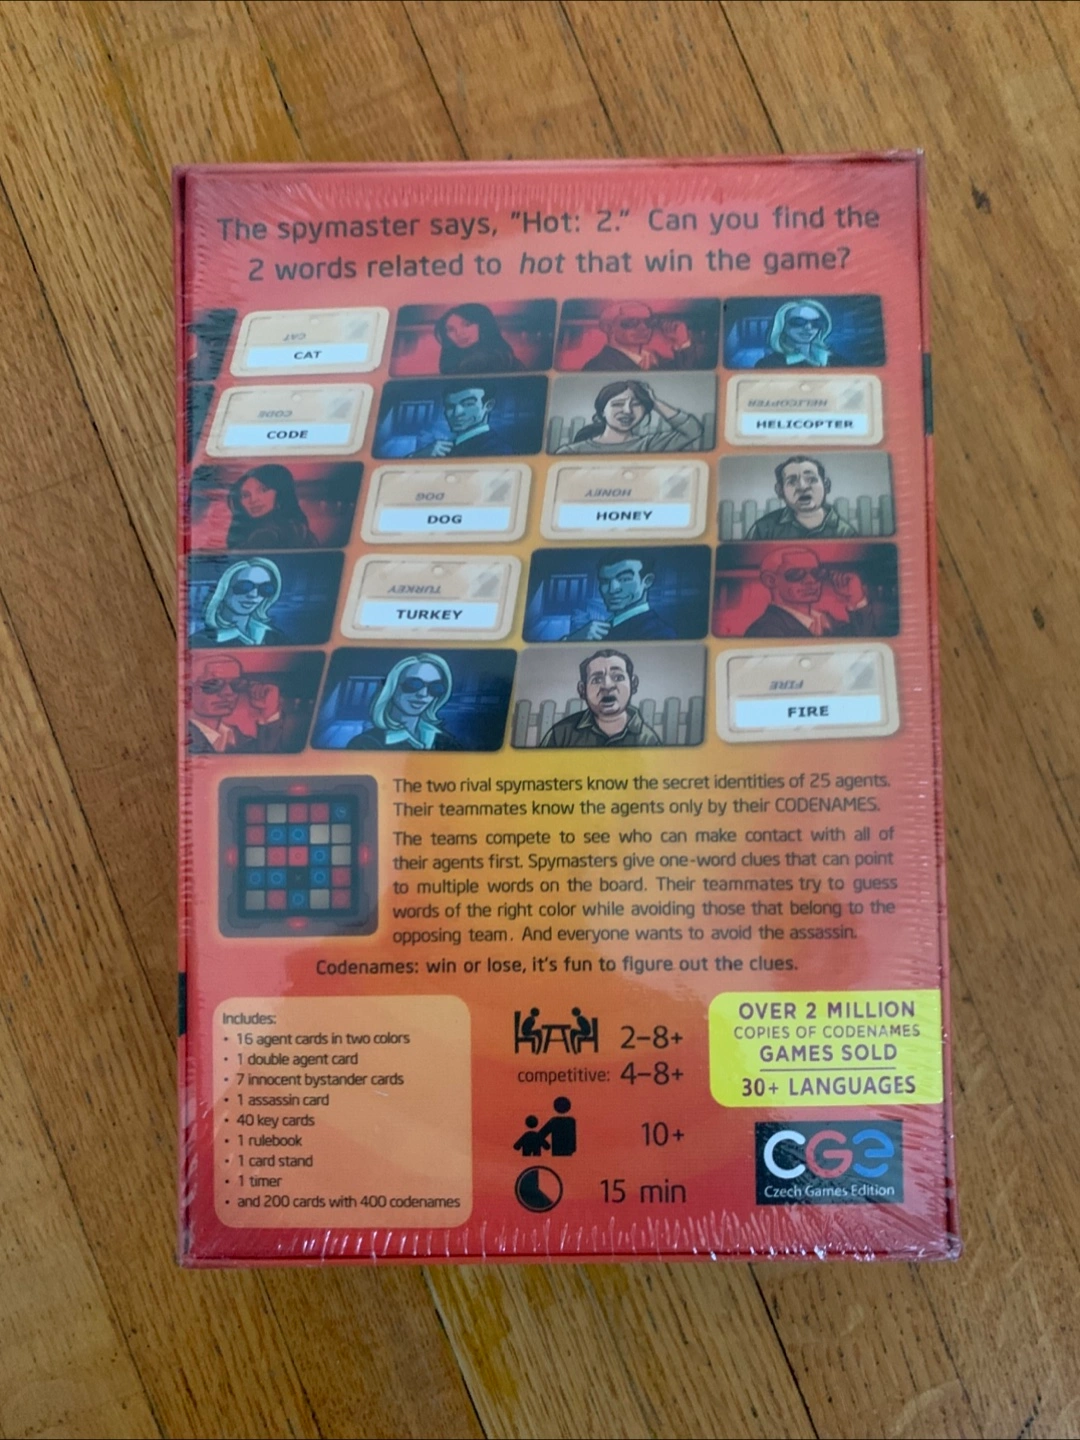 The spymaster says, "Hot: 2." Can you find the
2 words related to hot that win the game?
CAT
CAT
CODE
CODE
HELICOPTER
HELICOPTER
DOG
DOG
HONEY
HONEY
TURKEY
TURKEY
FIRE
FIRE
The two rival spymasters know the secret identities of 25 agents.
Their teammates know the agents only by their CODENAMES.
The teams compete to see who can make contact with all of
their agents first. Spymasters give one-word clues that can point
to multiple words on the board. Their teammates try to guess
words of the right color while avoiding those that belong to the
opposing team. And everyone wants to avoid the assassin.
Codenames: win or lose, it's fun to figure out the clues.
Includes:
• 16 agent cards in two colors
• 1 double agent card
• 7 innocent bystander cards
• 1 assassin card
• 40 key cards
• 1 rulebook
• 1 card stand
• 1 timer
• and 200 cards with 400 codenames
2–8+
competitive: 4–8+
10+
15 min
OVER 2 MILLION
COPIES OF CODENAMES
GAMES SOLD
30+ LANGUAGES
CGE
Czech Games Edition